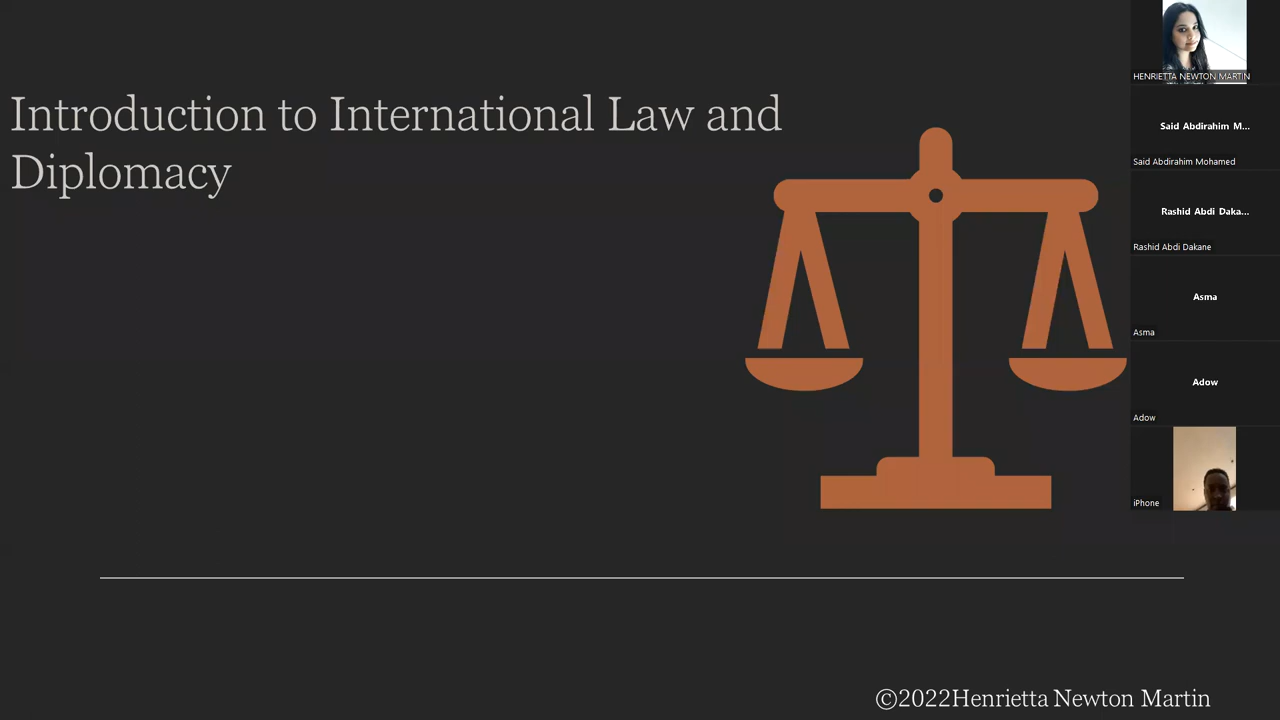 Introduction to International Law and
Diplomacy
HENRIETTA NEWTON MARTIN
Said Abdirahim M...
Said Abdirahim Mohamed
Rashid Abdi Daka...
Rashid Abdi Dakane
Asma
Asma
Adow
Adow
iPhone
©2022Henrietta Newton Martin